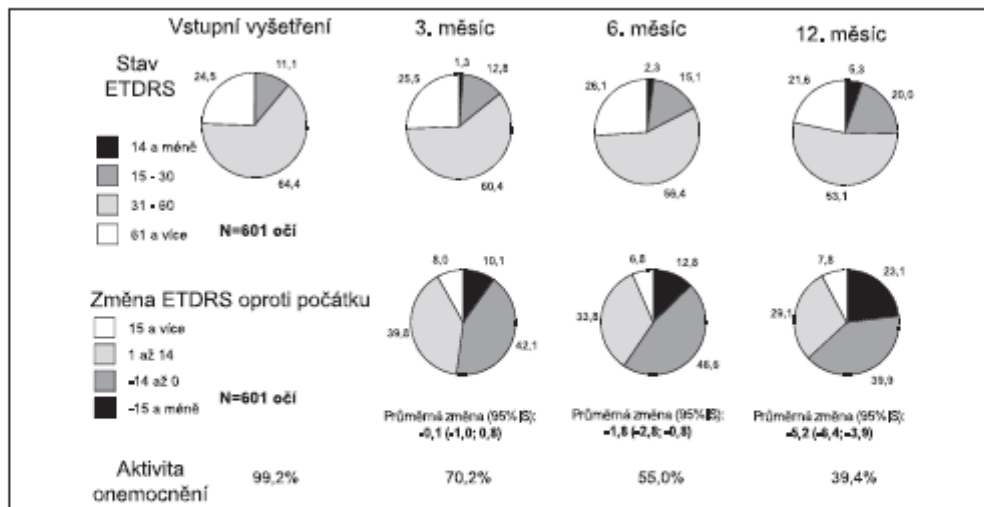 Vstupní vyšetření
3. měsíc
6. měsíc
12. měsíc
Stav
ETDRS
14 a méně
15 - 30
31 - 60
61 a více
N=601 očí
24,5
11,1
64,4
25,5
1,3
12,8
60,4
26,1
2,3
15,1
56,4
21,6
5,3
20,0
53,1
Změna ETDRS oproti počátku
15 a více
1 až 14
-14 až 0
-15 a méně
N=601 očí
8,0
10,1
39,8
42,1
6,8
12,8
33,8
46,6
7,8
23,1
29,1
39,9
Průměrná změna (95% IS):
-0,1 (-1,0; 0,8)
Průměrná změna (95% IS):
-1,8 (-2,8; -0,8)
Průměrná změna (95% IS):
-5,2 (-6,4; -3,9)
Aktivita
onemocnění
99,2%
70,2%
55,0%
39,4%